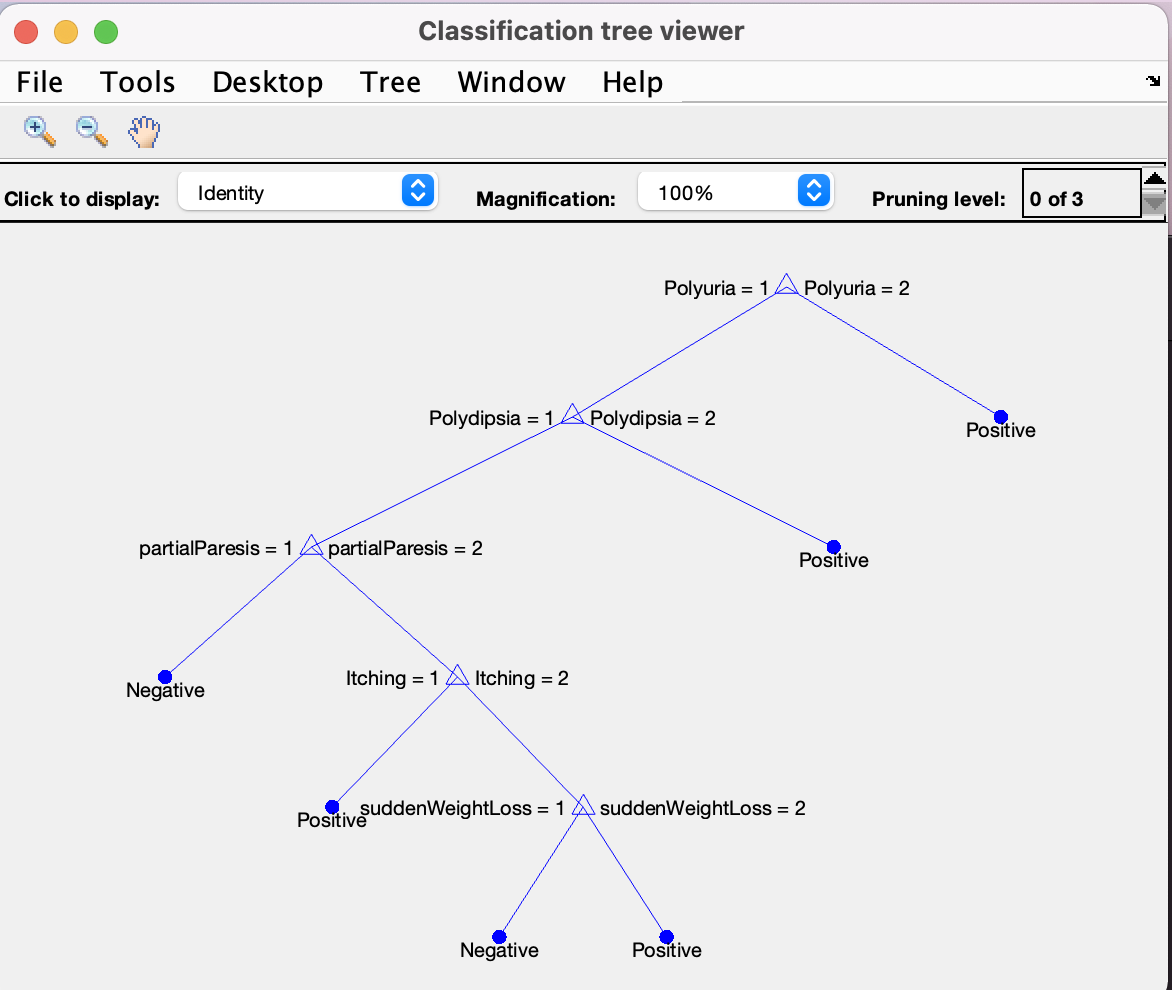 Classification tree viewer
File Tools Desktop Tree Window Help
Click to display: Identity Magnification: 100% Pruning level: 0 of 3
Polyuria = 1 Polyuria = 2
Polydipsia = 1 Polydipsia = 2
Positive
partialParesis = 1 partialParesis = 2
Positive
Itching = 1 Itching = 2
Negative
suddenWeightLoss = 1 suddenWeightLoss = 2
Positive
Negative Positive